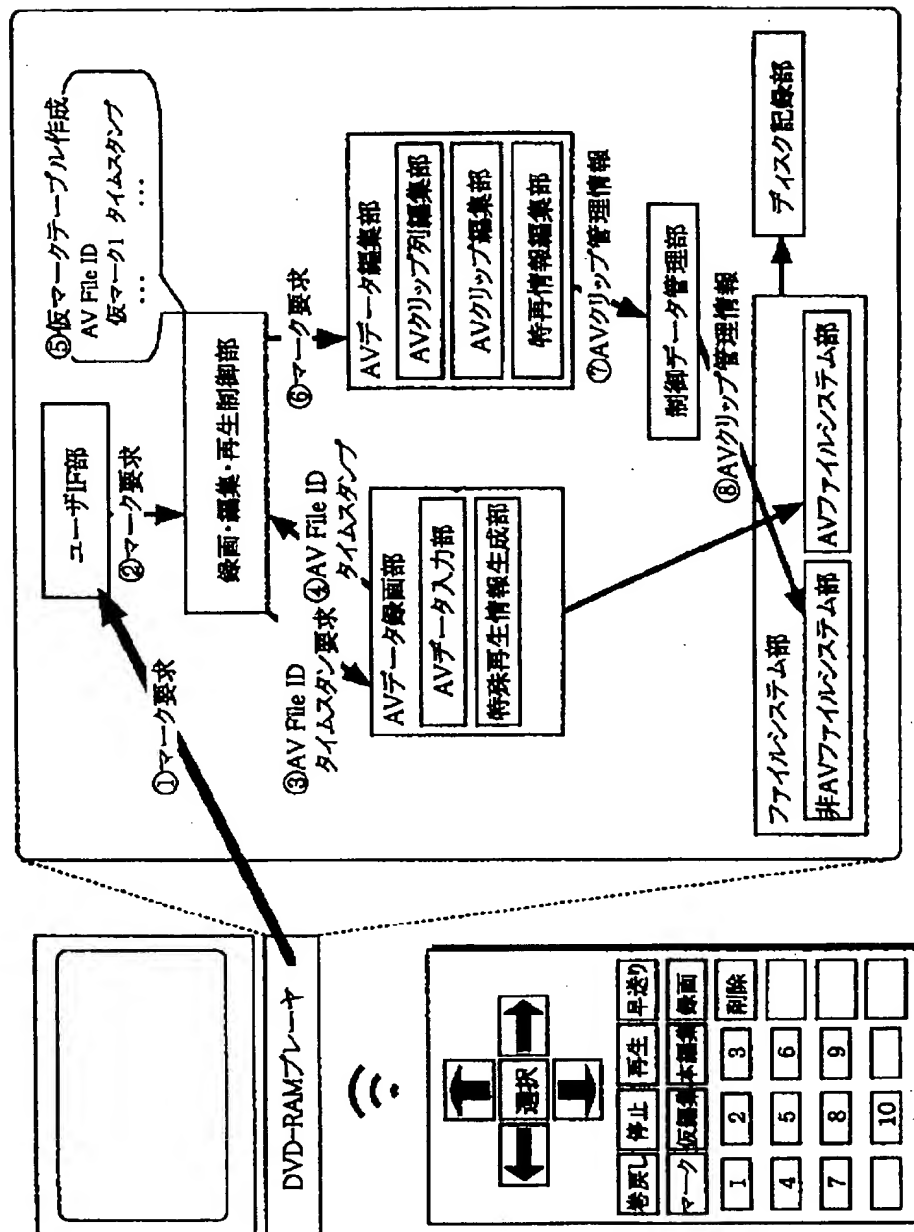 ⑤仮マークテーブル作成
AV File ID
仮マーク1 タイムスタンプ
… …
ユーザIF部
①マーク要求
②マーク要求
録画・編集・再生制御部
③AV File ID
タイムスタン要求
④AV File ID
タイムスタンプ
⑥マーク要求
AVデータ録画部
AVデータ入力部
特殊再生情報生成部
AVデータ編集部
AVクリップ列編集部
AVクリップ編集部
特再情報編集部
⑦AVクリップ管理情報
制御データ管理部
⑧AVクリップ管理情報
ファイルシステム部
非AVファイルシステム部
AVファイルシステム部
ディスク記録部
DVD-RAMプレーヤ
選択
巻戻し 停止 再生 早送り
マーク 仮編集 本編集 録画
1 2 3 削除
4 5 6
7 8 9
10